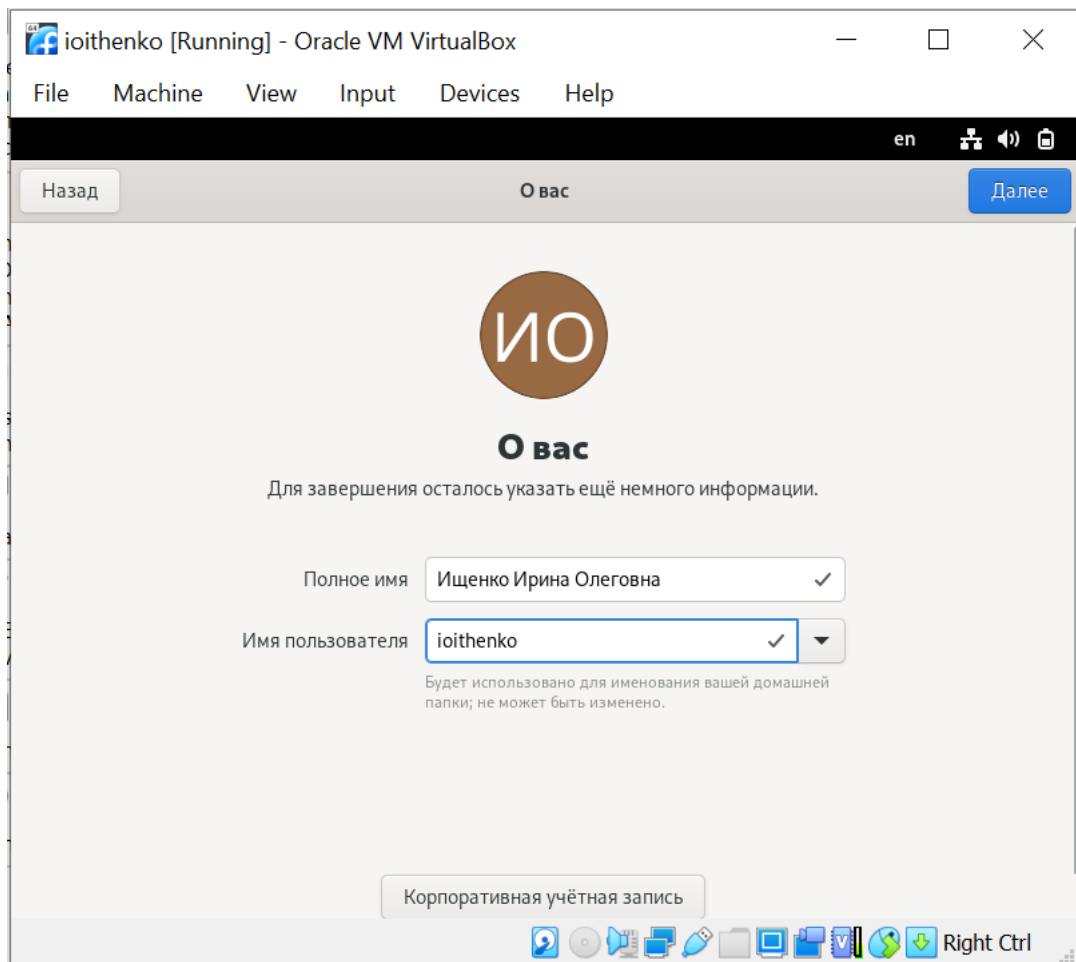 ioithenko [Running] - Oracle VM VirtualBox
File Machine View Input Devices Help
en
Назад О вас Далее
ИО
О вас
Для завершения осталось указать ещё немного информации.
Полное имя Ищенко Ирина Олеговна
Имя пользователя ioithenko
Будет использовано для именования вашей домашней
папки; не может быть изменено.
Корпоративная учётная запись
Right Ctrl